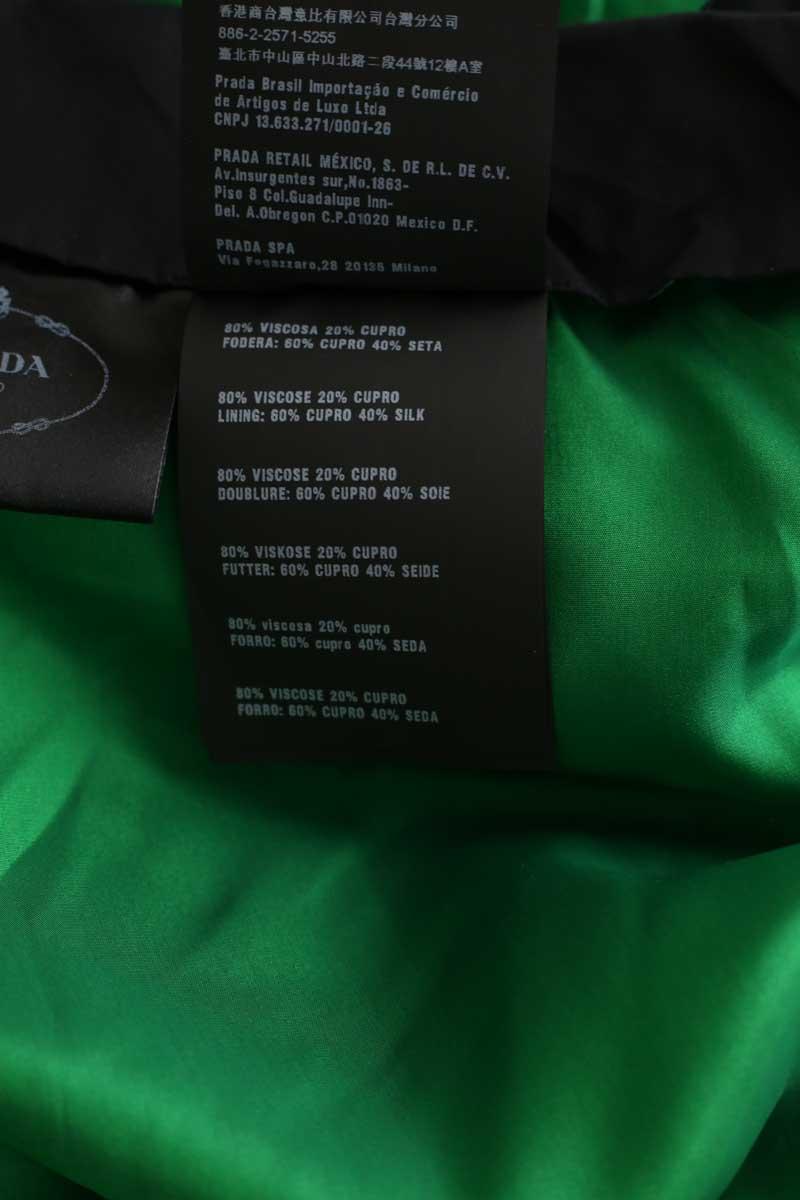 香港商台灣意比有限公司台灣分公司
886-2-2571-5255
臺北市中山區中山北路二段44號12樓A室
Prada Brasil Importação e Comércio
de Artigos de Luxo Ltda
CNPJ 13.633.271/0001-26
PRADA RETAIL MÉXICO, S. DE R.L. DE C.V.
Av.Insurgentes sur,No.1863-
Piso 8 Col.Guadalupe Inn-
Del. A.Obregon C.P.01020 Mexico D.F.
PRADA SPA
Via Fogazzaro,28 20135 Milano
DA
O
80% VISCOSA 20% CUPRO
FODERA: 60% CUPRO 40% SETA
80% VISCOSE 20% CUPRO
LINING: 60% CUPRO 40% SILK
80% VISCOSE 20% CUPRO
DOUBLURE: 60% CUPRO 40% SOIE
80% VISKOSE 20% CUPRO
FUTTER: 60% CUPRO 40% SEIDE
80% viscosa 20% cupro
FORRO: 60% cupro 40% SEDA
80% VISCOSE 20% CUPRO
FORRO: 60% CUPRO 40% SEDA